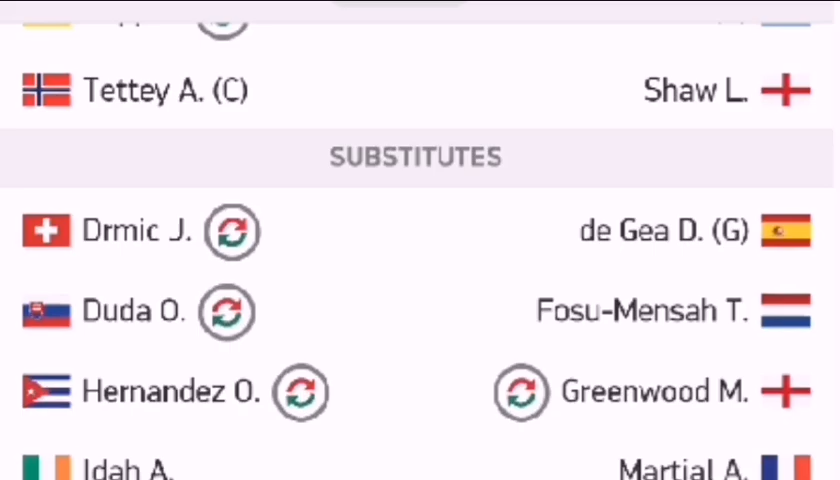 Tettey A. (C) Shaw L.
SUBSTITUTES
Drmic J. de Gea D. (G)
Duda O. Fosu-Mensah T.
Hernandez O. Greenwood M.
Idah A. Martial A.